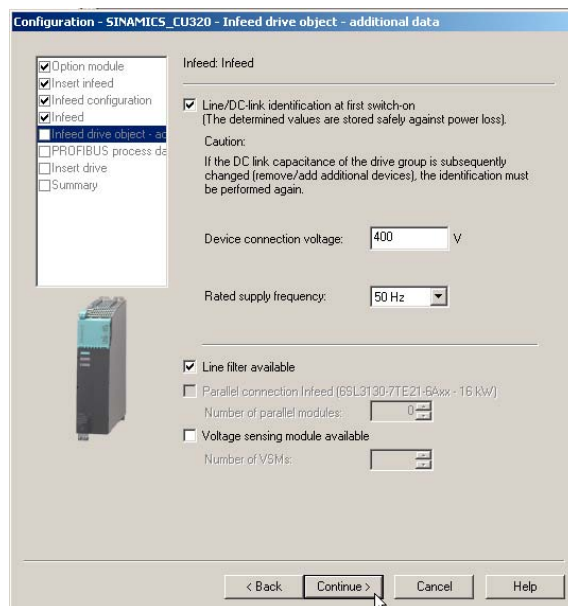 Configuration - SINAMICS_CU320 - Infeed drive object - additional data
Option module
Insert infeed
Infeed configuration
Infeed
Infeed drive object - ad
PROFIBUS process da
Insert drive
Summary
Infeed: Infeed
Line/DC-link identification at first switch-on
(The determined values are stored safely against power loss).
Caution:
If the DC link capacitance of the drive group is subsequently
changed (remove/add additional devices), the identification must
be performed again.
Device connection voltage: 400 V
Rated supply frequency: 50 Hz
Line filter available
Parallel connection Infeed (6SL3130-7TE21-6Axx - 16 kW)
Number of parallel modules: 0
Voltage sensing module available
Number of VSMs:
< Back Continue > Cancel Help